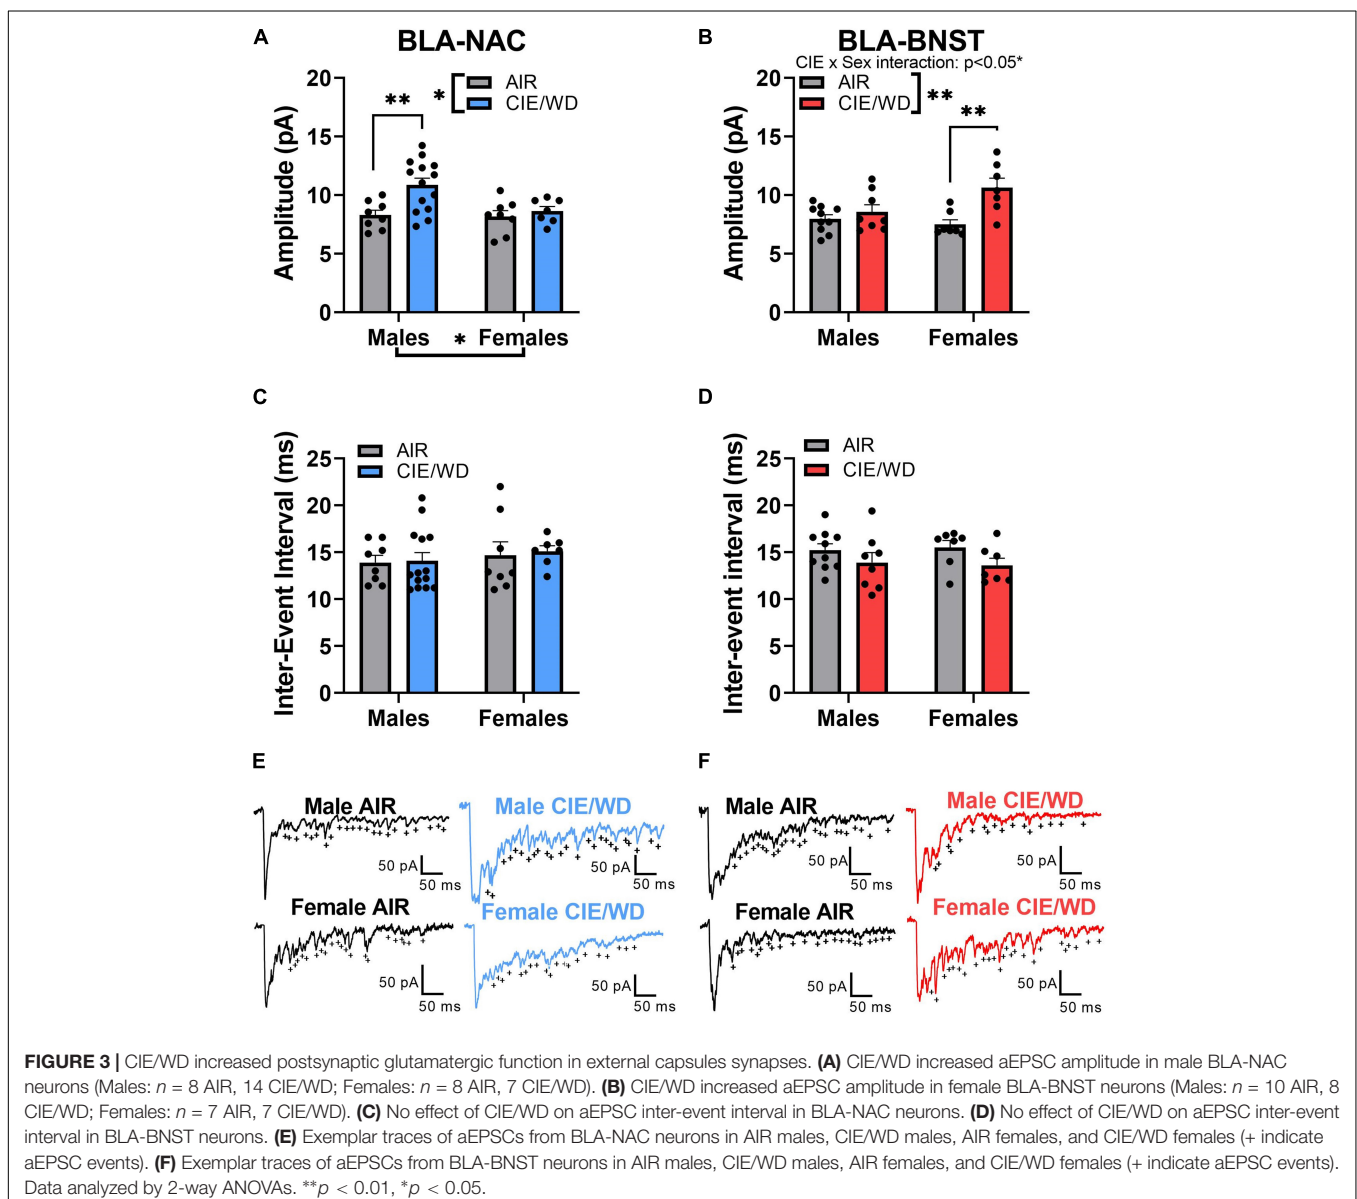 A
BLA-NAC
Amplitude (pA)
20
15
10
5
0
**
*
AIR
CIE/WD
Males
*
Females
B
BLA-BNST
CIE x Sex interaction: p<0.05*
Amplitude (pA)
20
15
10
5
0
AIR
CIE/WD
**
**
Males
Females
C
Inter-Event Interval (ms)
25
20
15
10
5
0
AIR
CIE/WD
Males
Females
D
Inter-event interval (ms)
25
20
15
10
5
0
AIR
CIE/WD
Males
Females
E
Male AIR
50 pA
50 ms
Male CIE/WD
50 pA
50 ms
Female AIR
50 pA
50 ms
Female CIE/WD
50 pA
50 ms
F
Male AIR
50 pA
50 ms
Male CIE/WD
50 pA
50 ms
Female AIR
50 pA
50 ms
Female CIE/WD
50 pA
50 ms
FIGURE 3 | CIE/WD increased postsynaptic glutamatergic function in external capsules synapses. (A) CIE/WD increased aEPSC amplitude in male BLA-NAC
neurons (Males: n = 8 AIR, 14 CIE/WD; Females: n = 8 AIR, 7 CIE/WD). (B) CIE/WD increased aEPSC amplitude in female BLA-BNST neurons (Males: n = 10 AIR, 8
CIE/WD; Females: n = 7 AIR, 7 CIE/WD). (C) No effect of CIE/WD on aEPSC inter-event interval in BLA-NAC neurons. (D) No effect of CIE/WD on aEPSC inter-event
interval in BLA-BNST neurons. (E) Exemplar traces of aEPSCs from BLA-NAC neurons in AIR males, CIE/WD males, AIR females, and CIE/WD females (+ indicate
aEPSC events). (F) Exemplar traces of aEPSCs from BLA-BNST neurons in AIR males, CIE/WD males, AIR females, and CIE/WD females (+ indicate aEPSC events).
Data analyzed by 2-way ANOVAs. **p < 0.01, *p < 0.05.